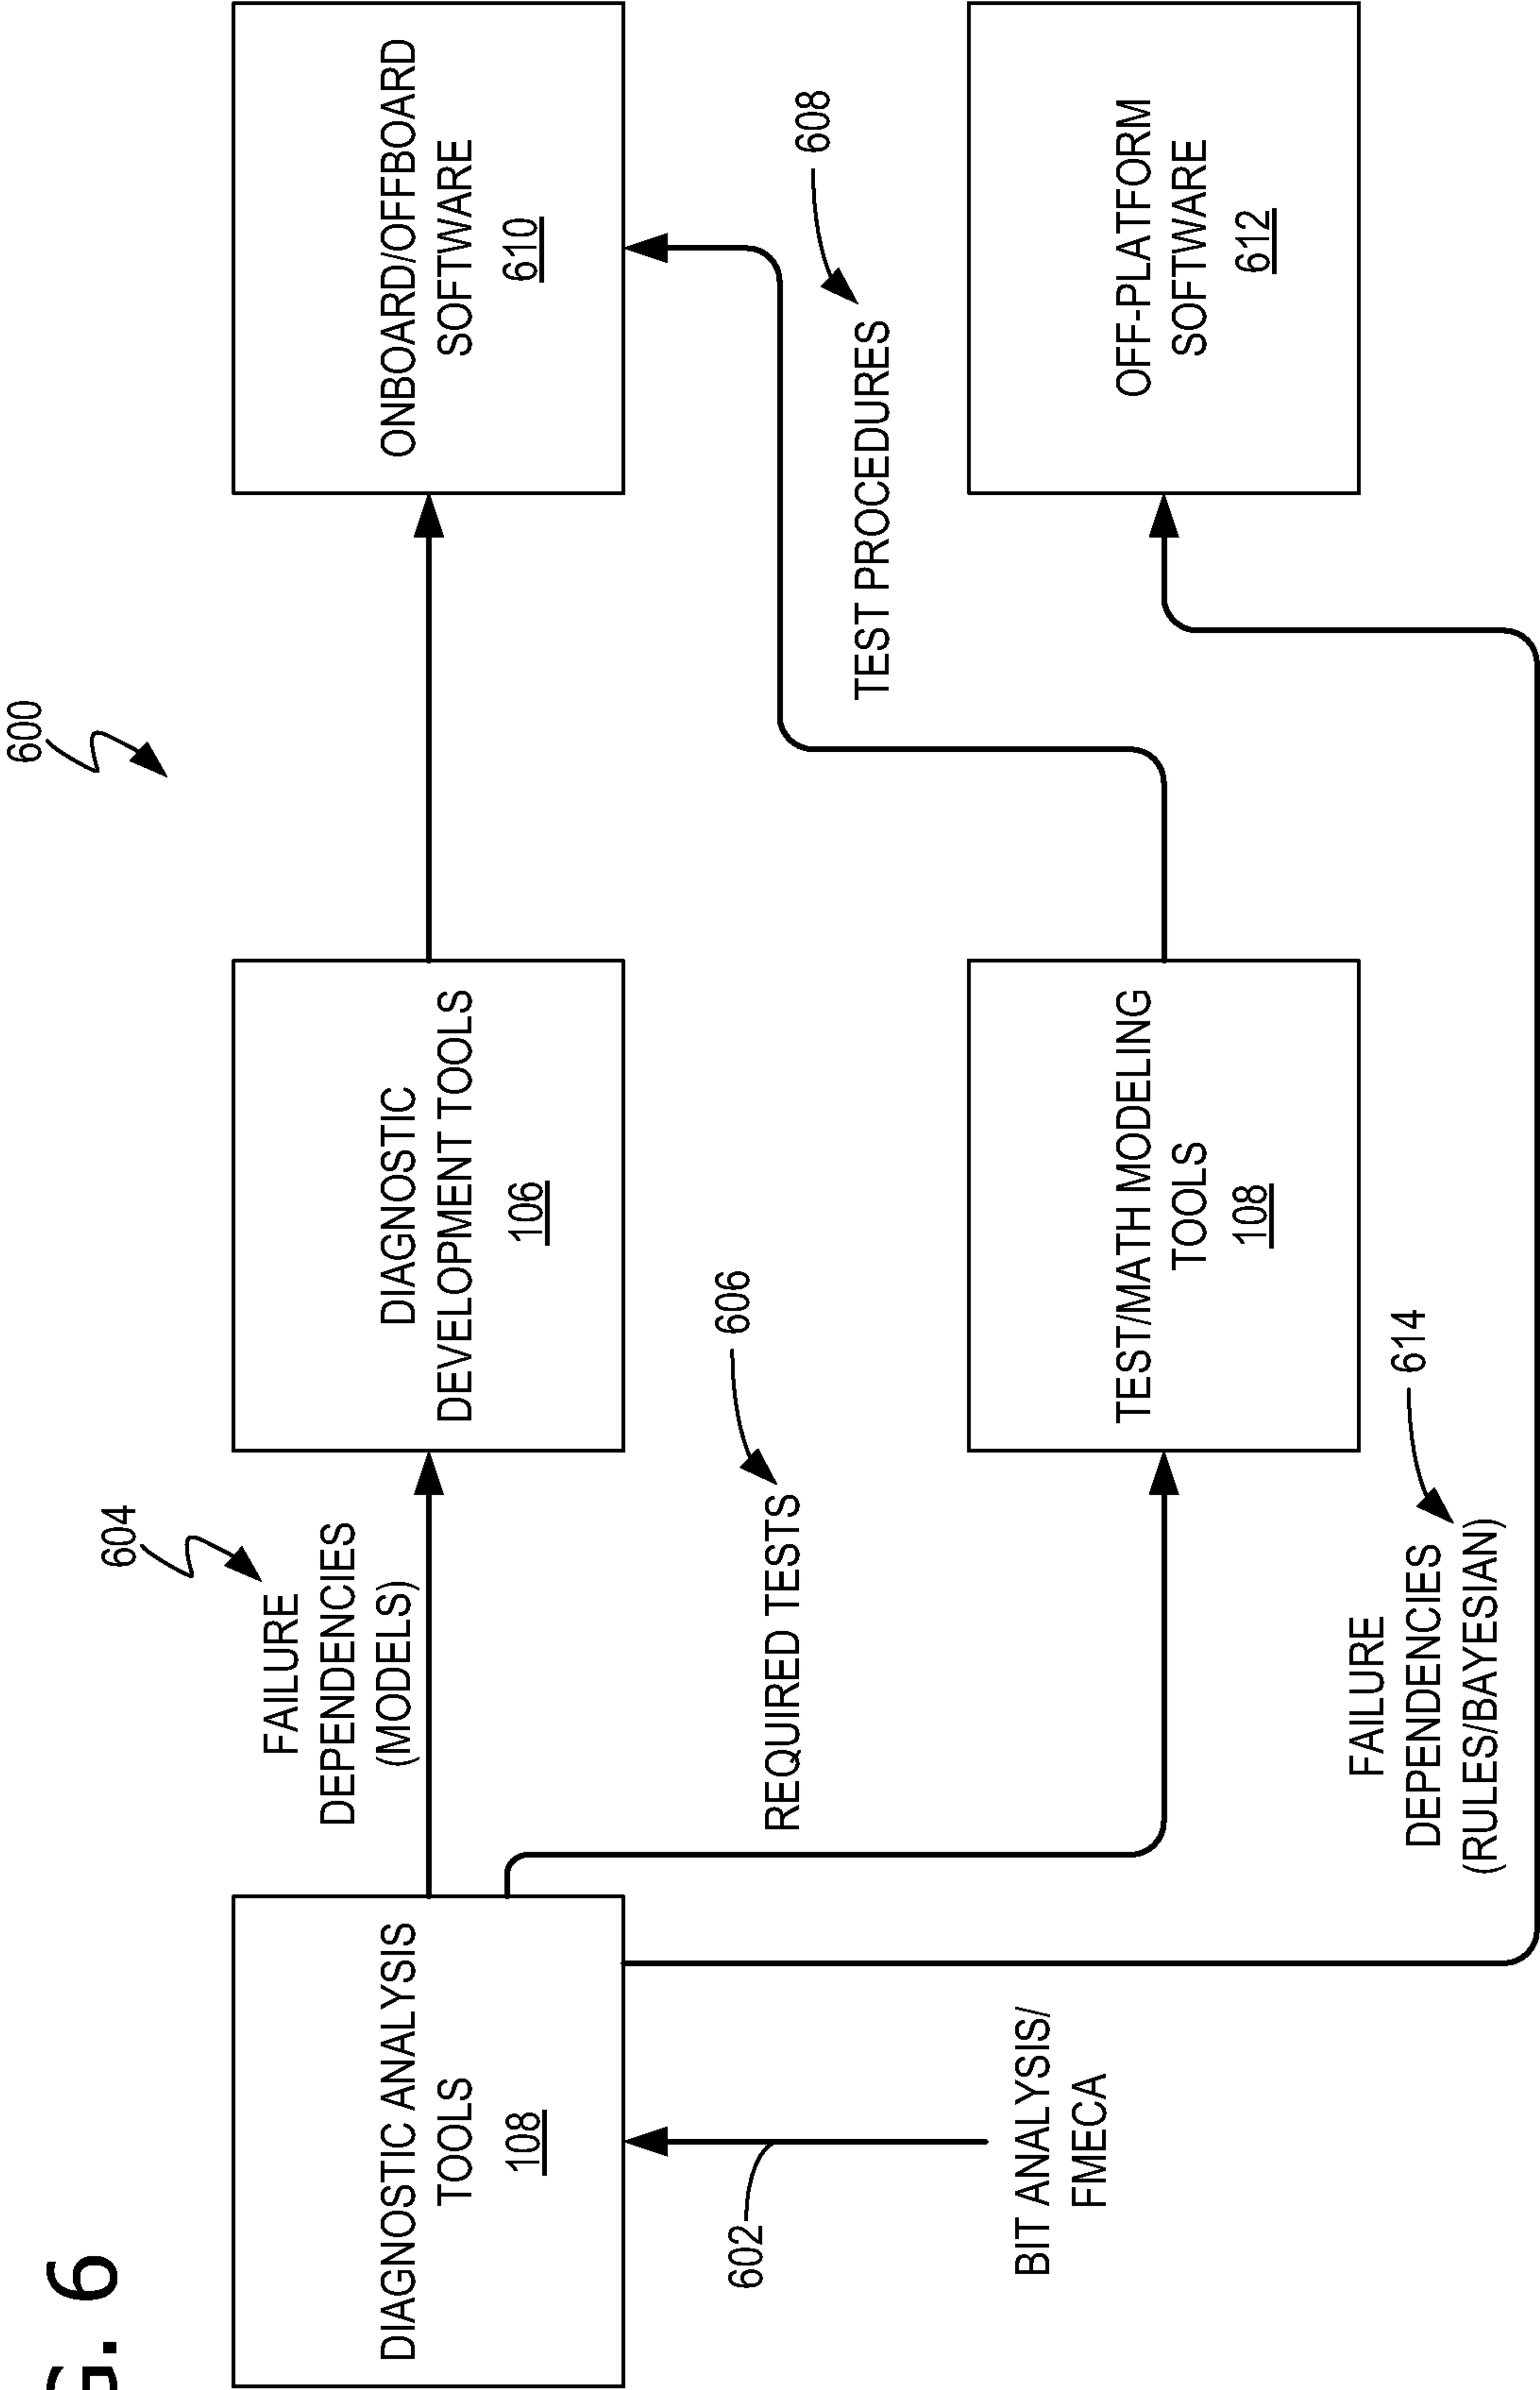 G. 6
600
DIAGNOSTIC ANALYSIS
TOOLS
108
604
FAILURE
DEPENDENCIES
(MODELS)
DIAGNOSTIC
DEVELOPMENT TOOLS
106
ONBOARD/OFFBOARD
SOFTWARE
610
602
BIT ANALYSIS/
FMECA
606
REQUIRED TESTS
608
TEST PROCEDURES
TEST/MATH MODELING
TOOLS
108
OFF-PLATFORM
SOFTWARE
612
614
FAILURE
DEPENDENCIES
(RULES/BAYESIAN)